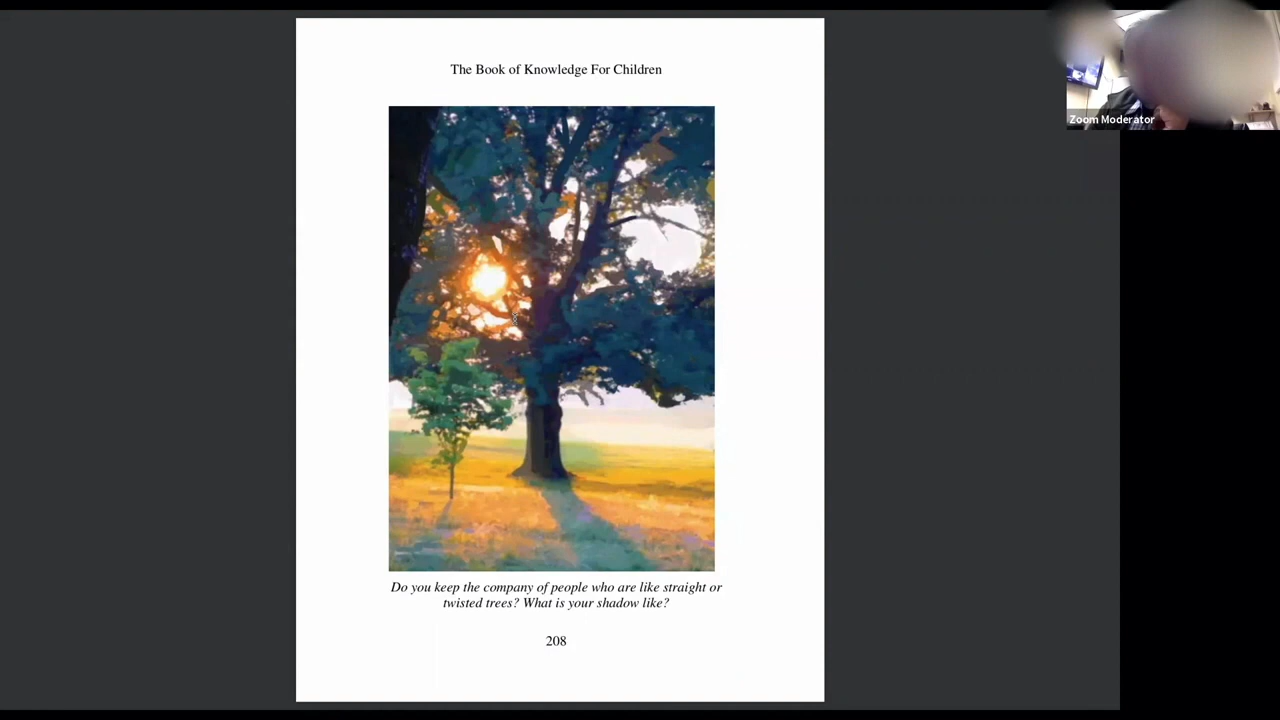 The Book of Knowledge For Children
Zoom Moderator
Do you keep the company of people who are like straight or
twisted trees? What is your shadow like?
208